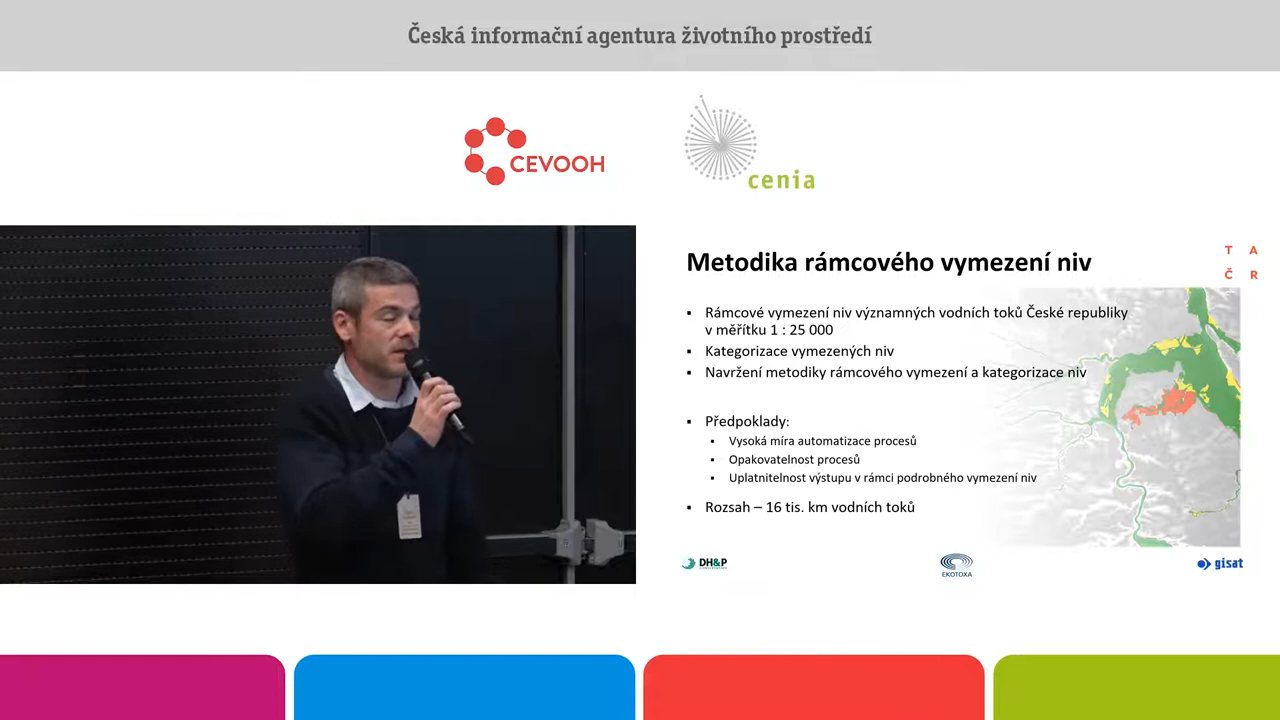 Česká informační agentura životního prostředí
CEVOOH
cenia
Metodika rámcového vymezení niv
T A
Č R
▪ Rámcové vymezení niv významných vodních toků České republiky
v měřítku 1 : 25 000
▪ Kategorizace vymezených niv
▪ Navržení metodiky rámcového vymezení a kategorizace niv
▪ Předpoklady:
▪ Vysoká míra automatizace procesů
▪ Opakovatelnost procesů
▪ Uplatnitelnost výstupu v rámci podrobného vymezení niv
▪ Rozsah – 16 tis. km vodních toků
DH&P
EKOTOXA
gisat